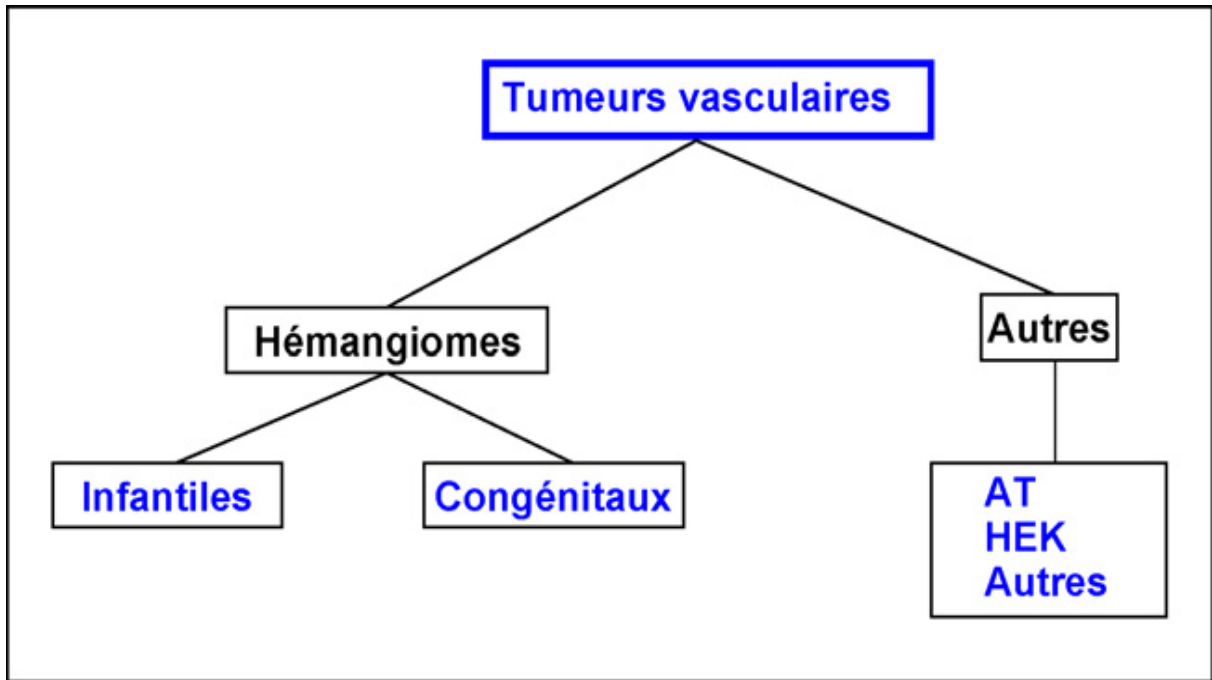 Tumeurs vasculaires
Hémangiomes
Autres
Infantiles
Congénitaux
AT
HEK
Autres